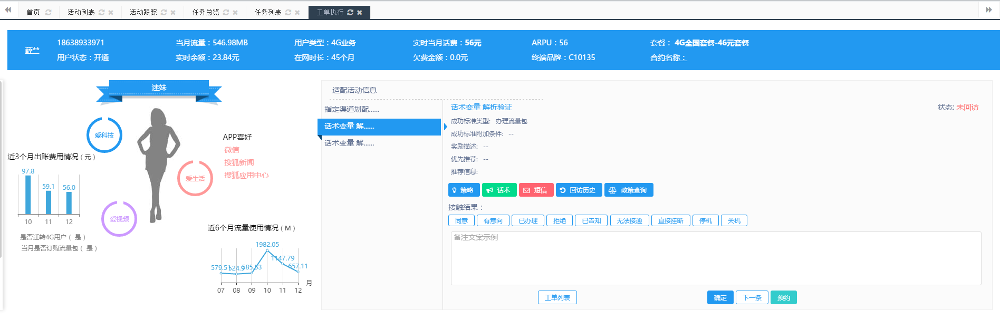 首页 活动列表 活动跟踪 任务总览 任务列表 工单执行
薛**
18638933971 当月流量：546.98MB 用户类型：4G业务 实时当月话费：56元 ARPU：56 套餐： 4G全国套餐-46元套餐
用户状态：开通 实时余额：23.84元 在网时长：45个月 欠费金额：0.0元 终端品牌：C10135 合约名称：
迷妹
爱科技
爱生活
爱视频
APP喜好
微信
搜狐新闻
搜狐应用中心
近3个月出账费用情况（元）
97.8
59.1
56.0
10 11 12
是否迁转4G用户（ 是 ）
当月是否订购流量包（ 是 ）
近6个月流量使用情况（M）
1982.05
1147.79
579.51 524.9 585.53 657.11
月
07 08 09 10 11 12
适配活动信息
指定渠道划配......
话术变量 解......
话术变量 解......
话术变量 解析验证
状态: 未回访
成功标准类型: 办理流量包
成功标准附加条件: --
奖励描述: --
优先推荐: --
推荐信息:
策略 话术 短信 回访历史 政策查询
接触结果：
同意 有意向 已办理 拒绝 已告知 无法接通 直接挂断 停机 关机
备注文案示例
工单列表 确定 下一条 预约